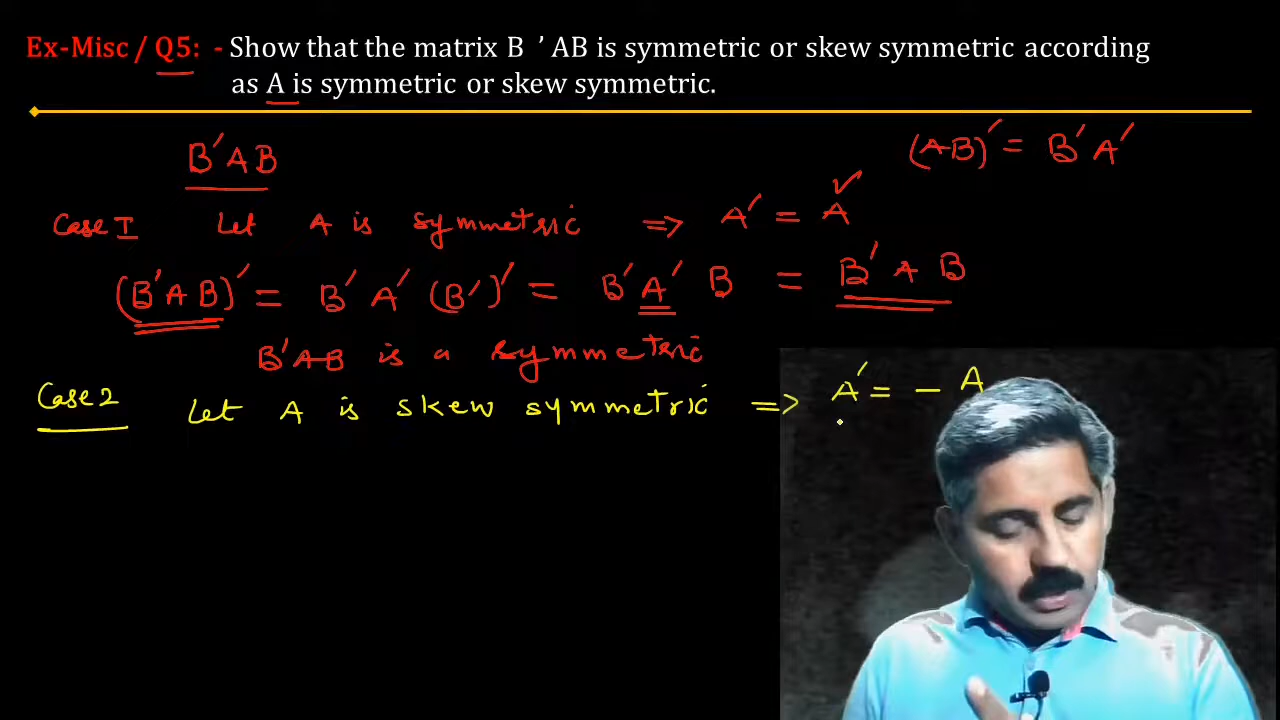 Ex-Misc / Q5: - Show that the matrix B ’ AB is symmetric or skew symmetric according
as A is symmetric or skew symmetric.
B'AB
(AB)' = B'A'
Case I Let A is symmetric => A' = A ✓
(B'AB)' = B'A'(B')' = B'A'B = B'AB
B'AB is a symmetric
Case 2 Let A is skew symmetric => A' = - A